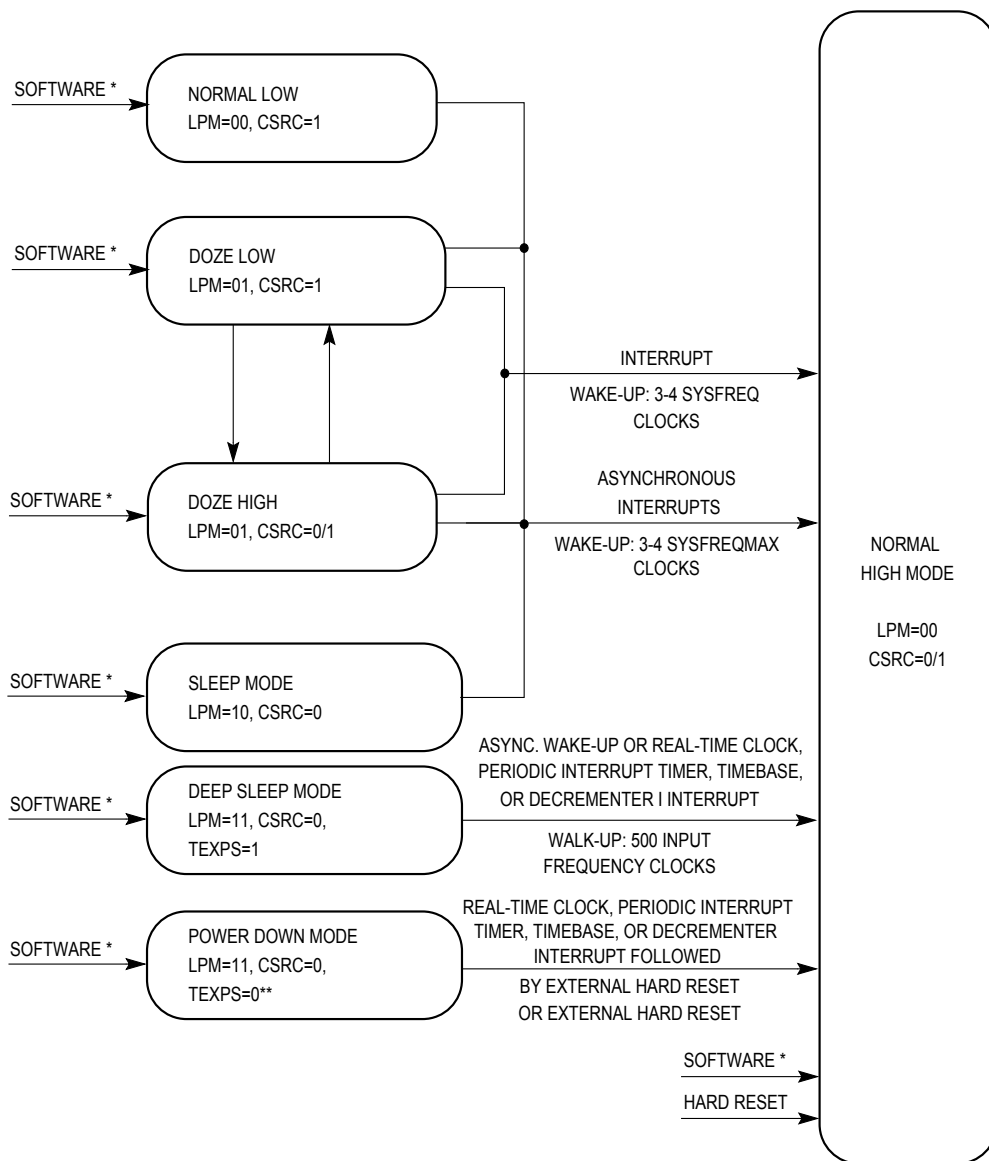 SOFTWARE *
NORMAL LOW
LPM=00, CSRC=1
SOFTWARE *
DOZE LOW
LPM=01, CSRC=1
INTERRUPT
WAKE-UP: 3-4 SYSFREQ
CLOCKS
SOFTWARE *
DOZE HIGH
LPM=01, CSRC=0/1
ASYNCHRONOUS
INTERRUPTS
WAKE-UP: 3-4 SYSFREQMAX
CLOCKS
NORMAL
HIGH MODE
LPM=00
CSRC=0/1
SOFTWARE *
SLEEP MODE
LPM=10, CSRC=0
SOFTWARE *
DEEP SLEEP MODE
LPM=11, CSRC=0,
TEXPS=1
ASYNC. WAKE-UP OR REAL-TIME CLOCK,
PERIODIC INTERRUPT TIMER, TIMEBASE,
OR DECREMENTER I INTERRUPT
WALK-UP: 500 INPUT
FREQUENCY CLOCKS
SOFTWARE *
POWER DOWN MODE
LPM=11, CSRC=0,
TEXPS=0**
REAL-TIME CLOCK, PERIODIC INTERRUPT
TIMER, TIMEBASE, OR DECREMENTER
INTERRUPT FOLLOWED
BY EXTERNAL HARD RESET
OR EXTERNAL HARD RESET
SOFTWARE *
HARD RESET